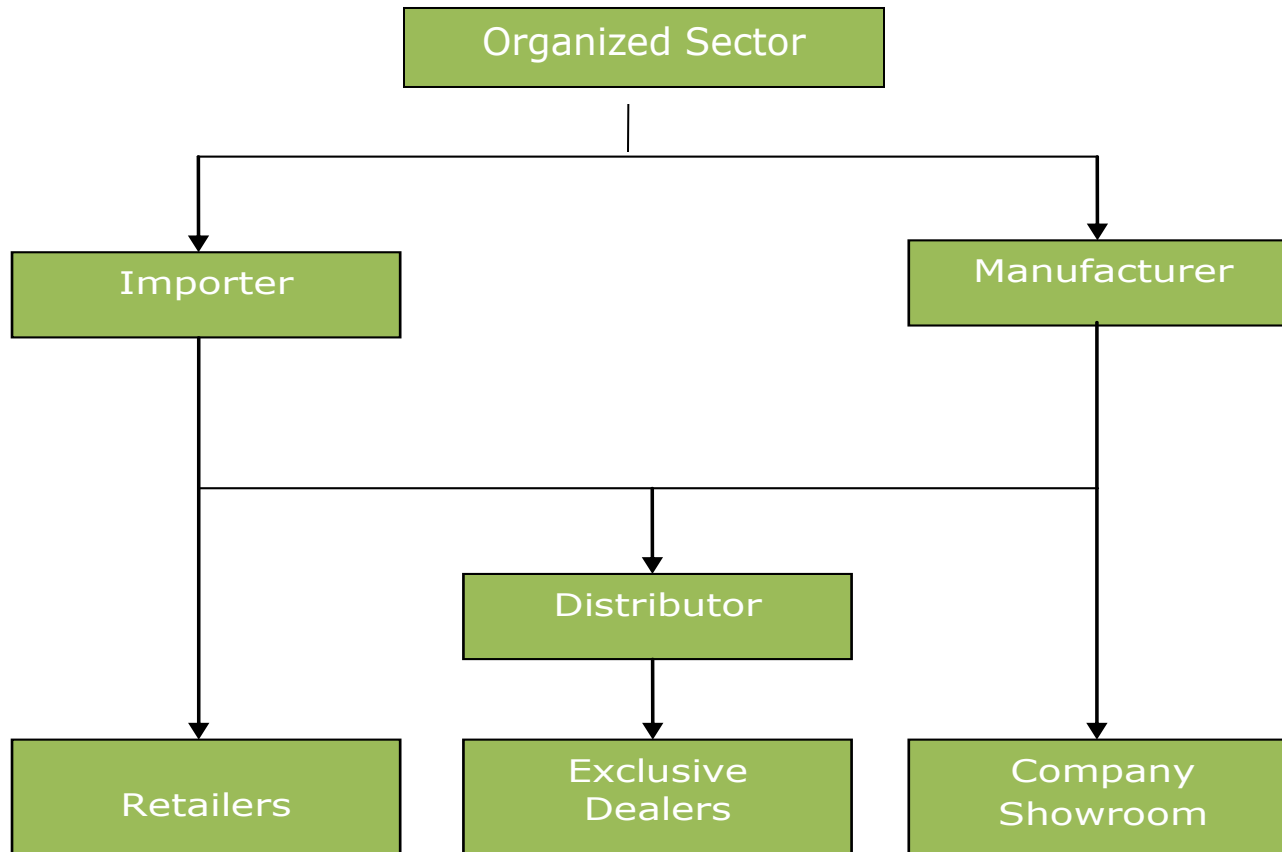 Organized Sector
Importer
Manufacturer
Distributor
Retailers
Exclusive
Dealers
Company
Showroom